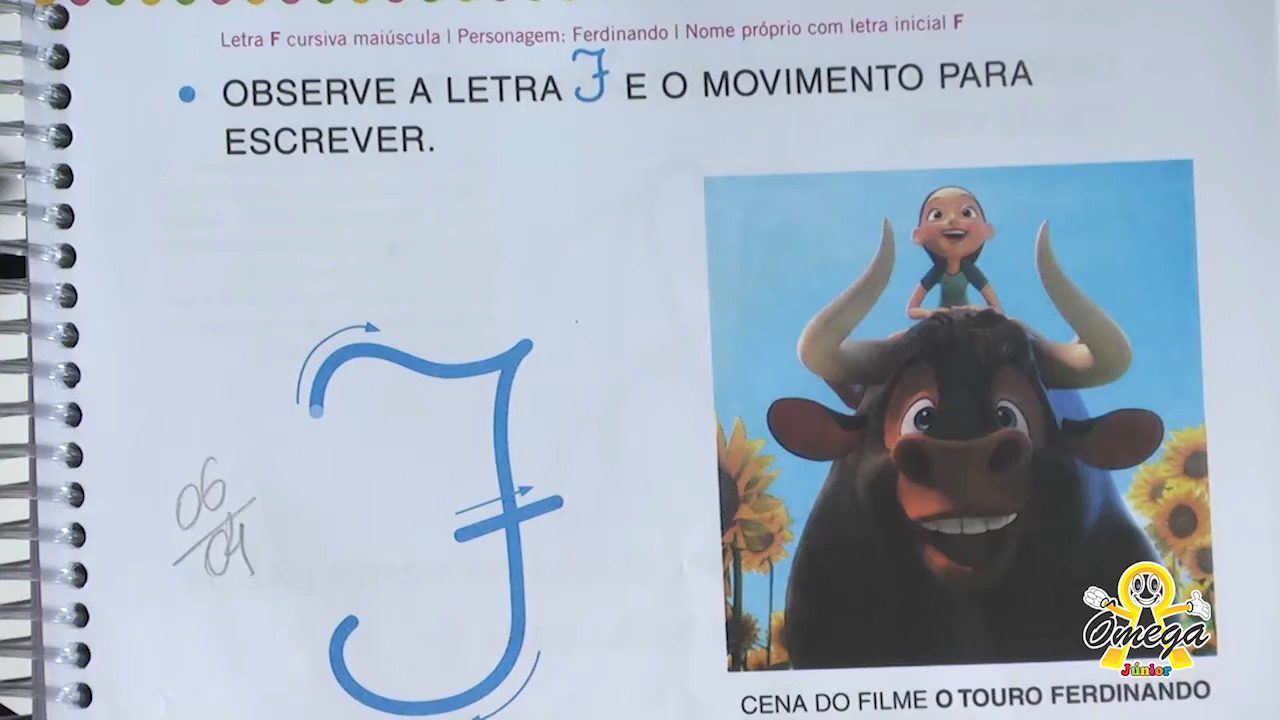 Letra F cursiva maiúscula | Personagem: Ferdinando | Nome próprio com letra inicial F
• OBSERVE A LETRA F E O MOVIMENTO PARA
ESCREVER.
F
06/04
CENA DO FILME O TOURO FERDINANDO
Omega
Júnior